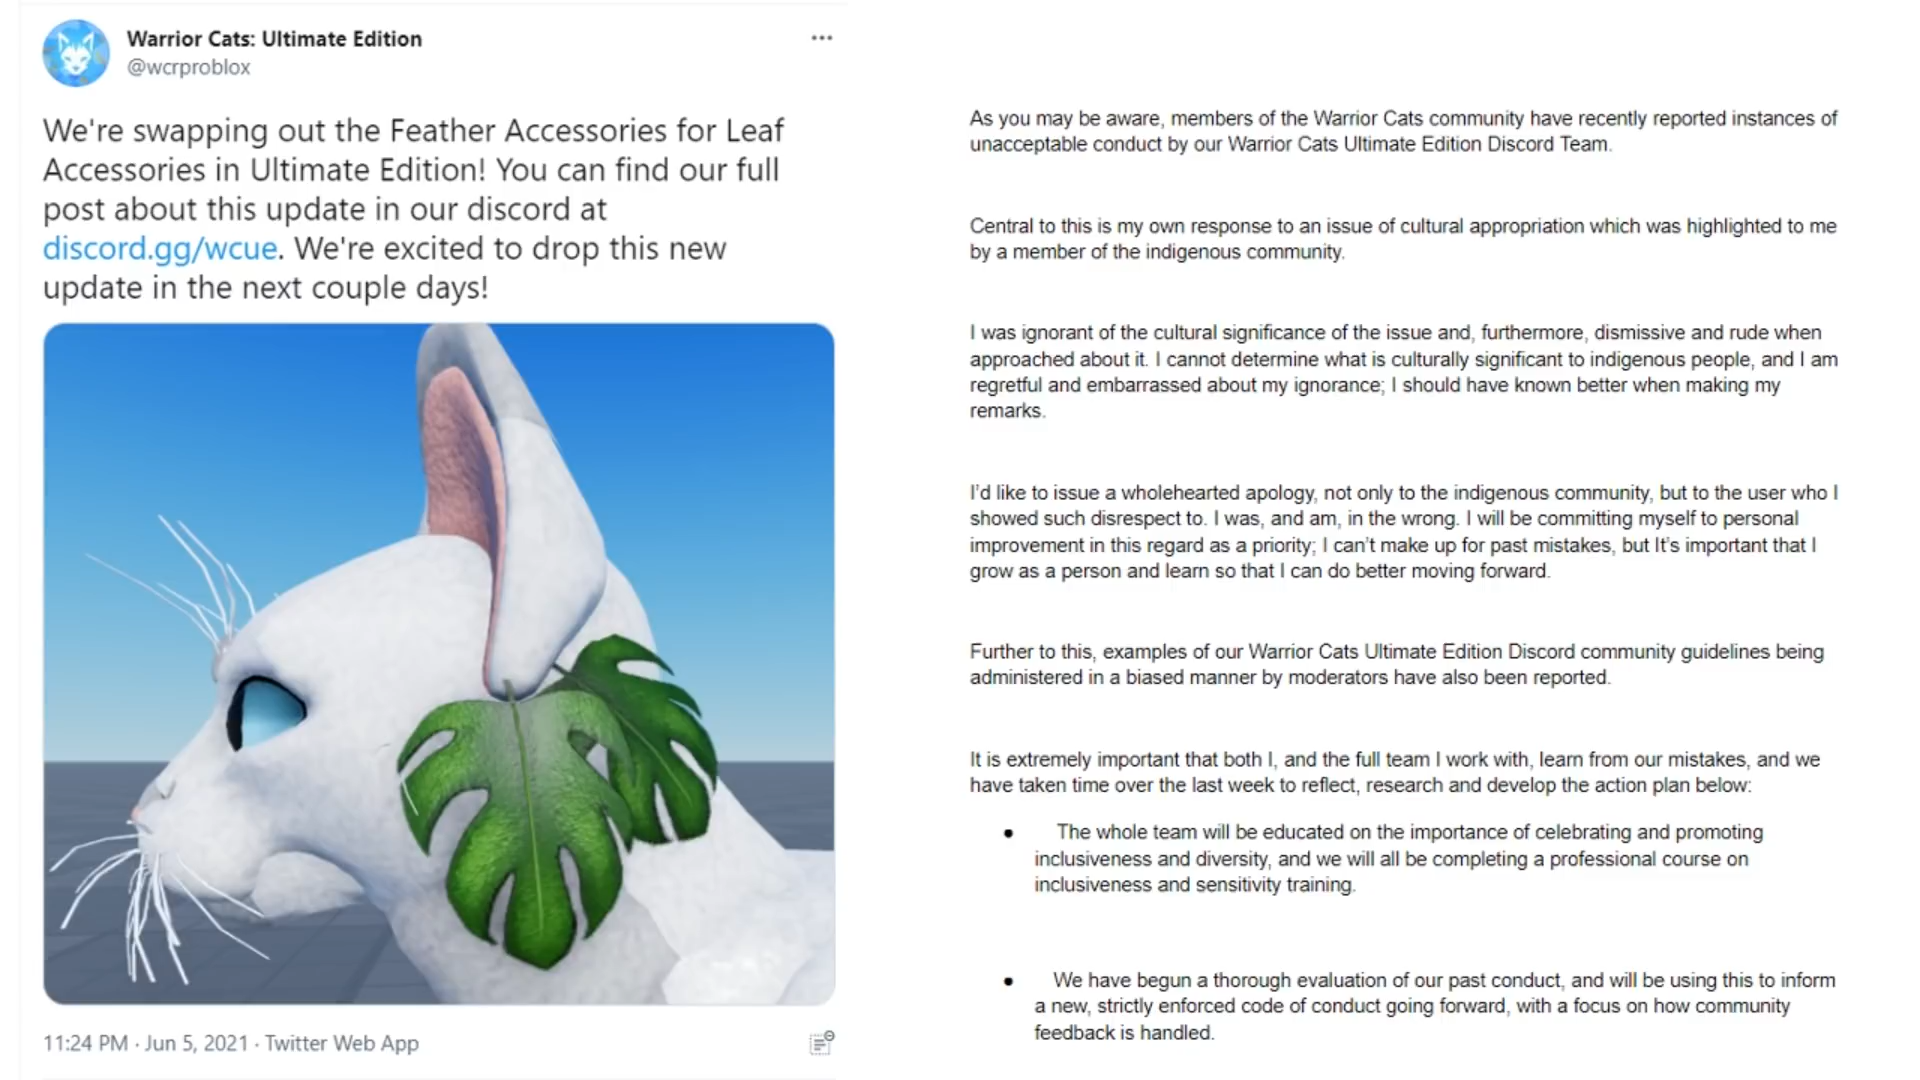 Warrior Cats: Ultimate Edition
@wcrproblox
We're swapping out the Feather Accessories for Leaf
Accessories in Ultimate Edition! You can find our full
post about this update in our discord at
discord.gg/wcue. We're excited to drop this new
update in the next couple days!
11:24 PM · Jun 5, 2021 · Twitter Web App
As you may be aware, members of the Warrior Cats community have recently reported instances of
unacceptable conduct by our Warrior Cats Ultimate Edition Discord Team.
Central to this is my own response to an issue of cultural appropriation which was highlighted to me
by a member of the indigenous community.
I was ignorant of the cultural significance of the issue and, furthermore, dismissive and rude when
approached about it. I cannot determine what is culturally significant to indigenous people, and I am
regretful and embarrassed about my ignorance; I should have known better when making my
remarks.
I'd like to issue a wholehearted apology, not only to the indigenous community, but to the user who I
showed such disrespect to. I was, and am, in the wrong. I will be committing myself to personal
improvement in this regard as a priority; I can't make up for past mistakes, but It's important that I
grow as a person and learn so that I can do better moving forward.
Further to this, examples of our Warrior Cats Ultimate Edition Discord community guidelines being
administered in a biased manner by moderators have also been reported.
It is extremely important that both I, and the full team I work with, learn from our mistakes, and we
have taken time over the last week to reflect, research and develop the action plan below:
● The whole team will be educated on the importance of celebrating and promoting
inclusiveness and diversity, and we will all be completing a professional course on
inclusiveness and sensitivity training.
● We have begun a thorough evaluation of our past conduct, and will be using this to inform
a new, strictly enforced code of conduct going forward, with a focus on how community
feedback is handled.